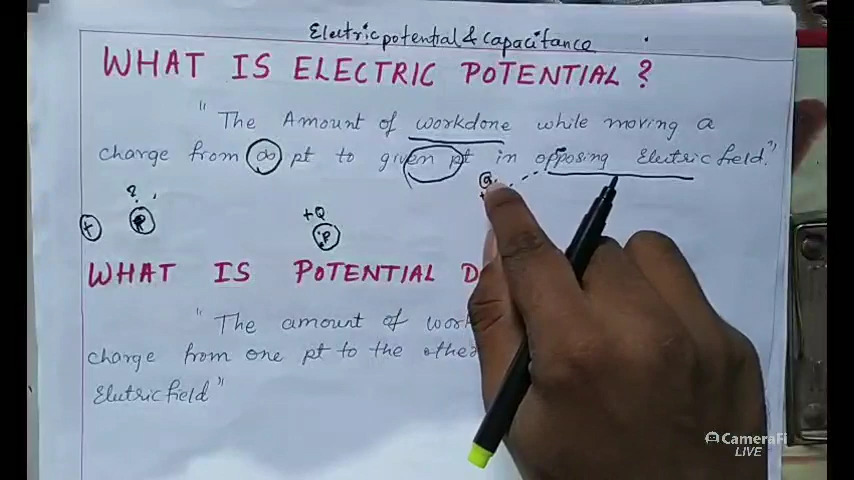 Electric potential & capacitance
WHAT IS ELECTRIC POTENTIAL ?
"The Amount of workdone while moving a
charge from ∞ pt to given pt in opposing Electric field."
? +Q a
+ P P +
WHAT IS POTENTIAL D
"The amount of work
charge from one pt to the other
Eletric field"
CameraFi
LIVE